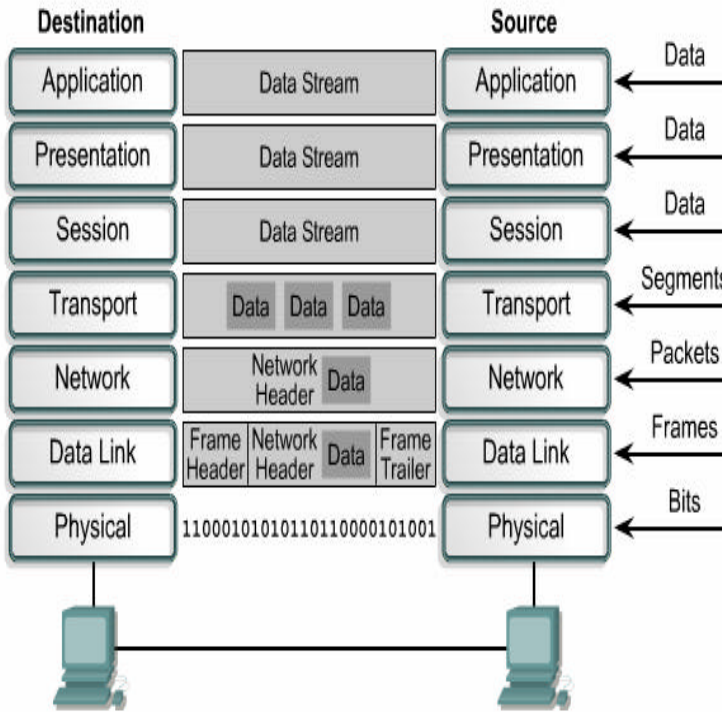 Destination
Source
Application
Data Stream
Application
Data
Presentation
Data Stream
Presentation
Data
Session
Data Stream
Session
Data
Transport
Data Data Data
Transport
Segments
Network
Network
Header
Data
Network
Packets
Data Link
Frame
Header
Network
Header
Data
Frame
Trailer
Data Link
Frames
Physical
110001010101101100001​01001
Physical
Bits